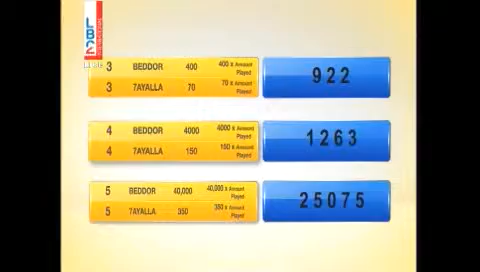 LBC
3 BEDDOR 400 400 x Amount Played
3 7AYALLA 70 70 x Amount Played
922
4 BEDDOR 4000 4000 x Amount Played
4 7AYALLA 150 150 x Amount Played
1263
5 BEDDOR 40,000 40,000 x Amount Played
5 7AYALLA 350 350 x Amount Played
25075